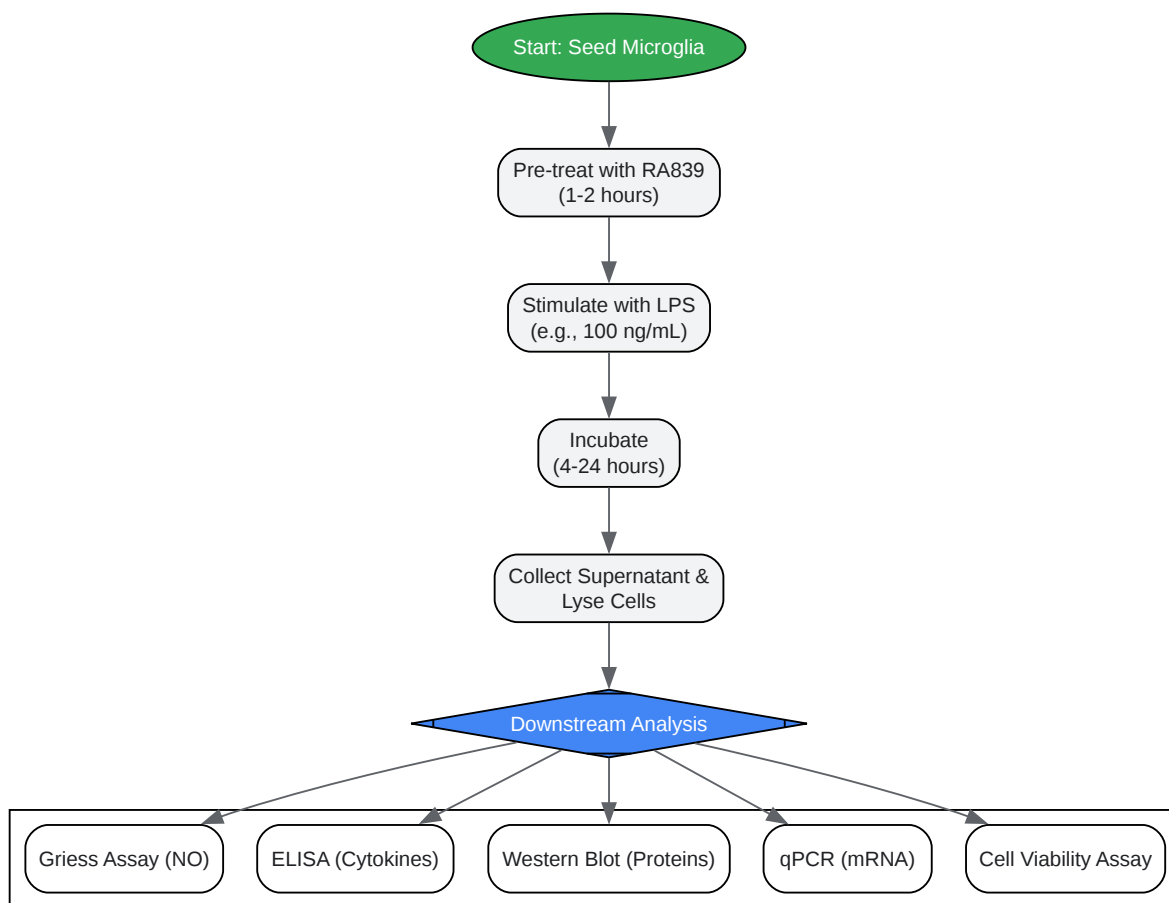 Start: Seed Microglia
Pre-treat with RA839
(1-2 hours)
Stimulate with LPS
(e.g., 100 ng/mL)
Incubate
(4-24 hours)
Collect Supernatant &
Lyse Cells
Downstream Analysis
Griess Assay (NO)
ELISA (Cytokines)
Western Blot (Proteins)
qPCR (mRNA)
Cell Viability Assay